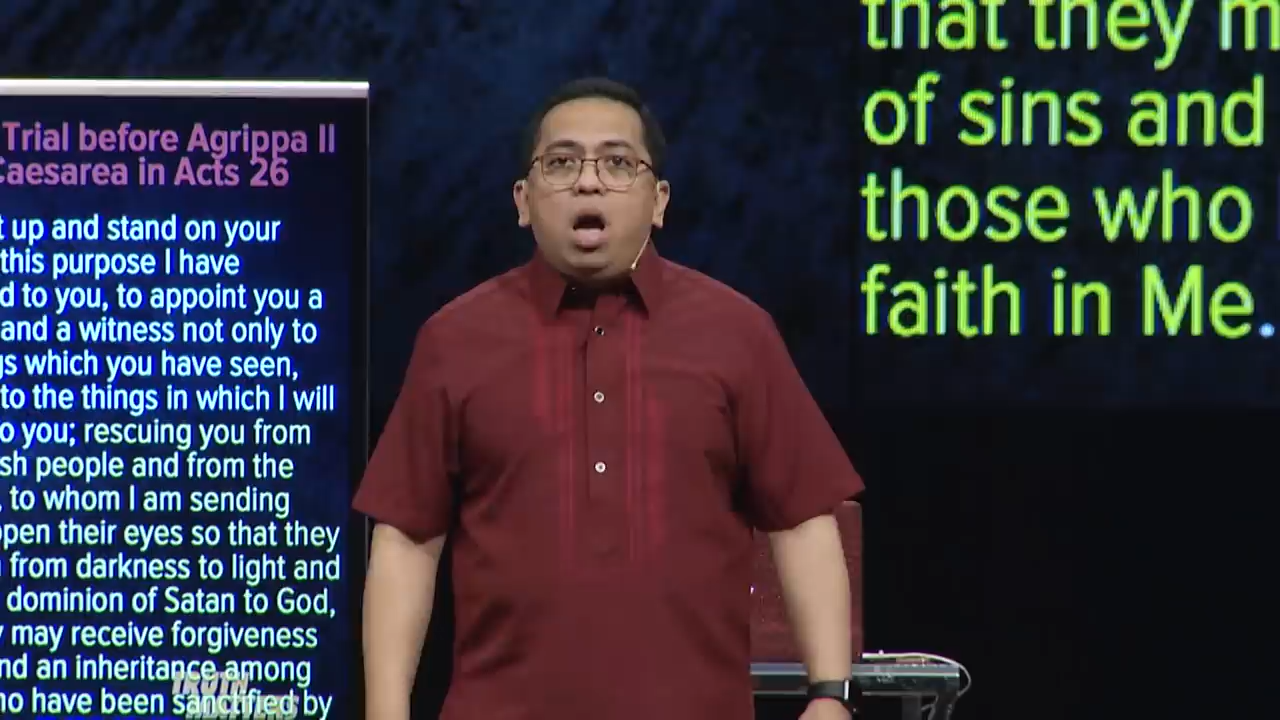 Trial before Agrippa II
Caesarea in Acts 26
up and stand on your
this purpose I have
to you, to appoint you a
and a witness not only to
which you have seen,
to the things in which I will
you; rescuing you from
people and from the
to whom I am sending
open their eyes so that they
from darkness to light and
dominion of Satan to God,
may receive forgiveness
and an inheritance among
have been sanctified by
TRUTH
MATTERS
that they
of sins and
those who
faith in Me.